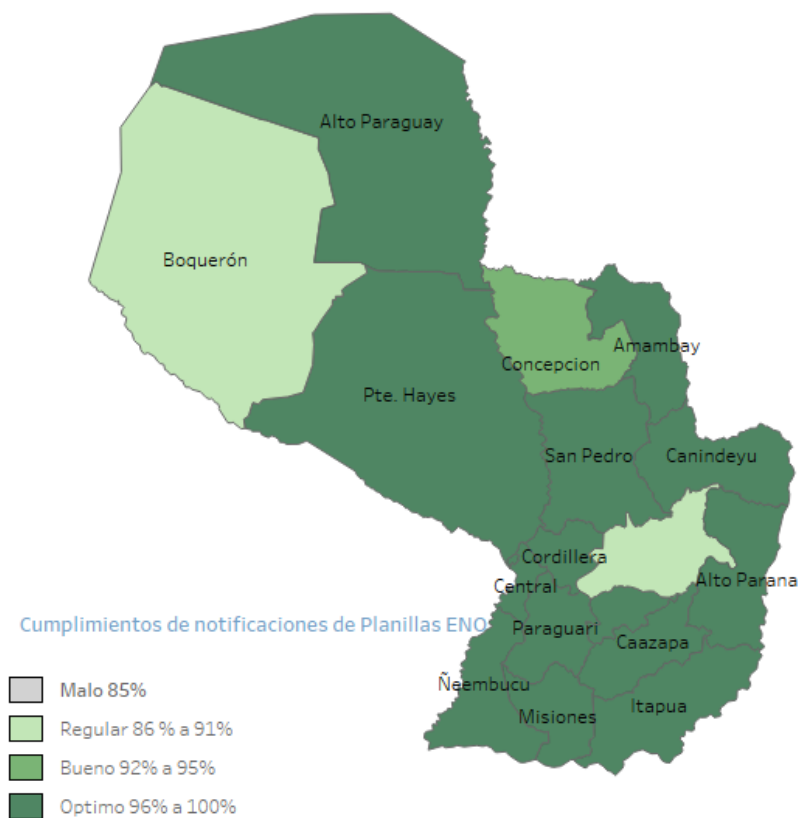 Alto Paraguay
Boquerón
Amambay
Concepcion
Pte. Hayes
San Pedro
Canindeyu
Cordillera
Alto Parana
Central
Cumplimientos de notificaciones de Planillas ENO
Paraguari
Caazapa
Ñeembucu
Malo 85%
Itapua
Misiones
Regular 86 % a 91%
Bueno 92% a 95%
Optimo 96% a 100%